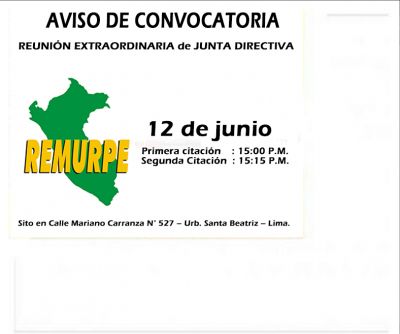 AVISO DE CONVOCATORIA
REUNIÓN EXTRAORDINARIA de JUNTA DIRECTIVA
12 de junio
REMURPE
Primera citación : 15:00 P.M.
Segunda Citación : 15:15 P.M.
Sito en Calle Mariano Carranza N° 527 – Urb. Santa Beatriz – Lima.